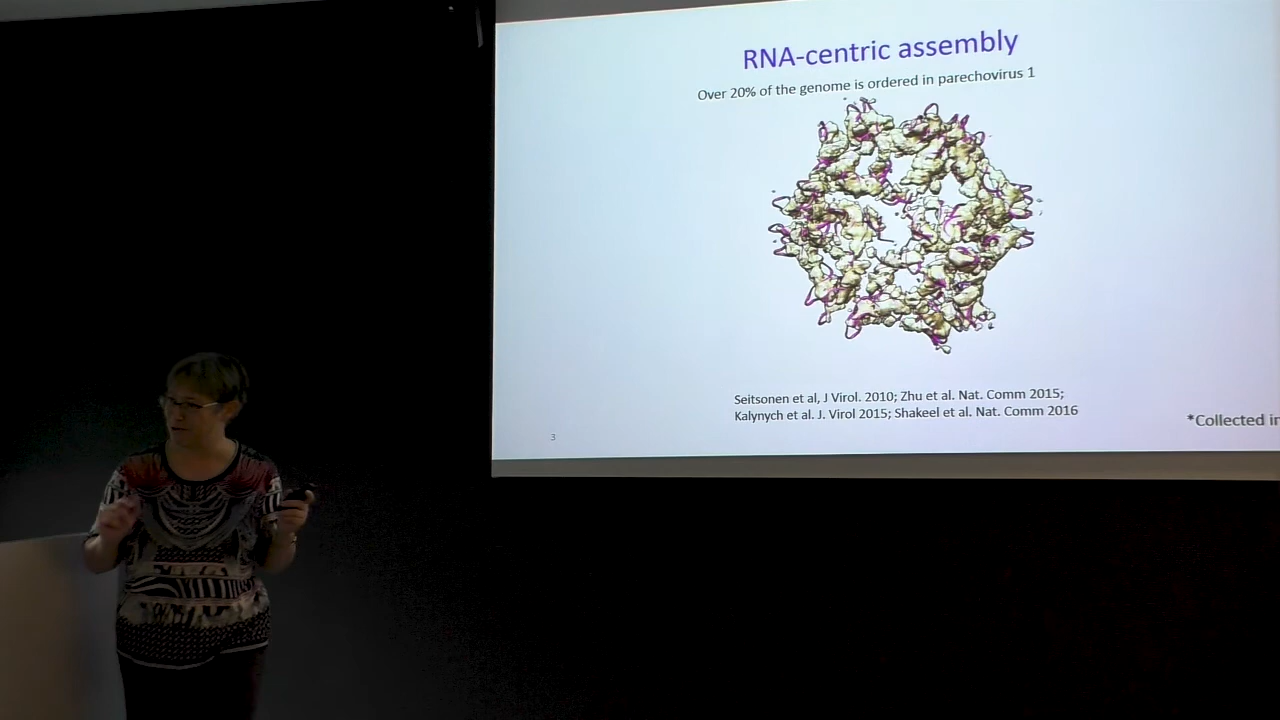 RNA-centric assembly
Over 20% of the genome is ordered in parechovirus 1
Seitsonen et al, J Virol. 2010; Zhu et al. Nat. Comm 2015;
Kalynych et al. J. Virol 2015; Shakeel et al. Nat. Comm 2016
*Collected in
3